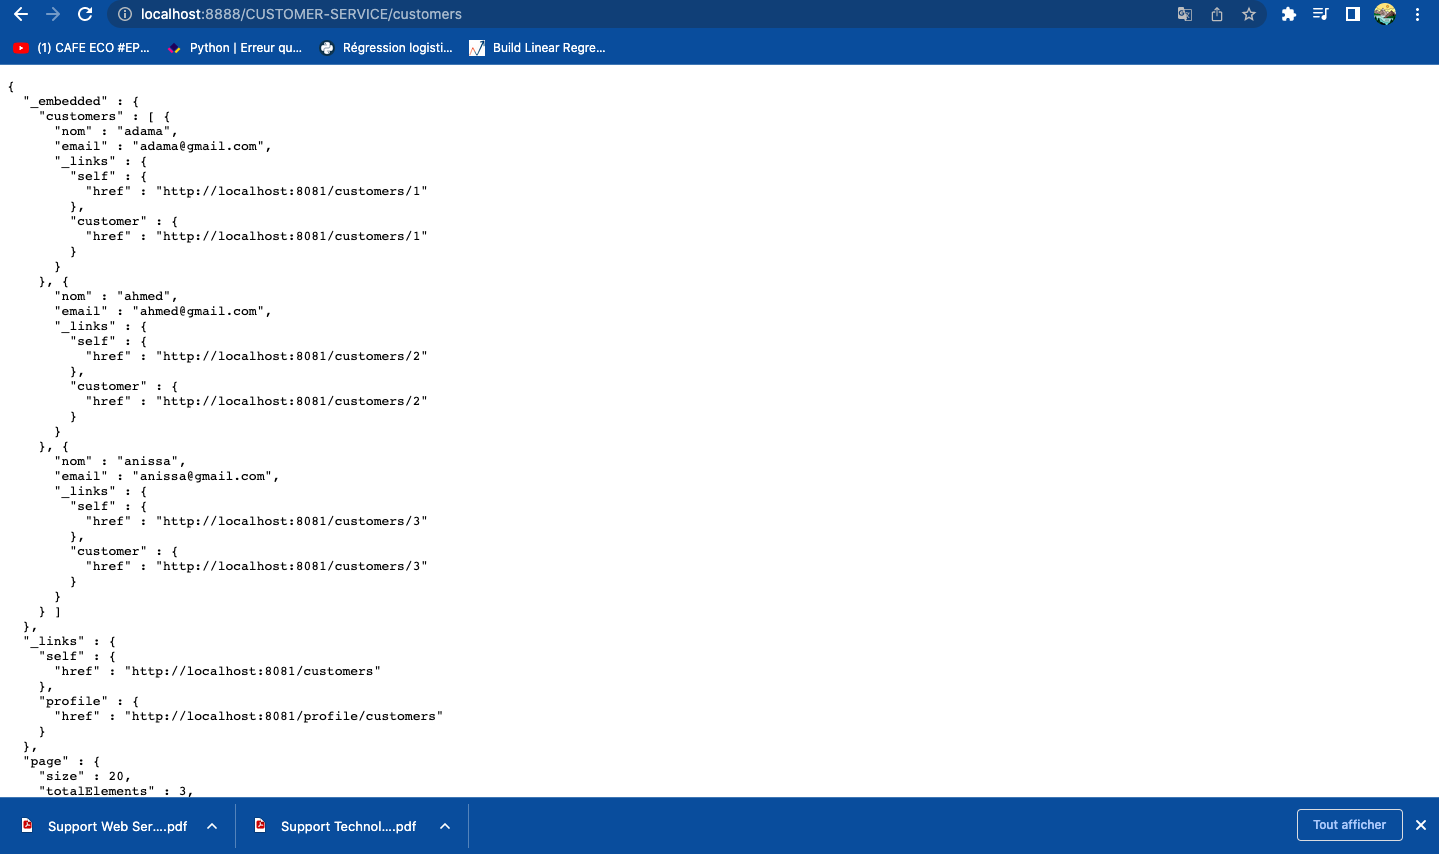 localhost:8888/CUSTOMER-SERVICE/customers
(1) CAFE ECO #EP... Python | Erreur qu... Régression logisti... Build Linear Regre...
{
  "_embedded" : {
    "customers" : [ {
      "nom" : "adama",
      "email" : "adama@gmail.com",
      "_links" : {
        "self" : {
          "href" : "http://localhost:8081/customers/1"
        },
        "customer" : {
          "href" : "http://localhost:8081/customers/1"
        }
      }
    }, {
      "nom" : "ahmed",
      "email" : "ahmed@gmail.com",
      "_links" : {
        "self" : {
          "href" : "http://localhost:8081/customers/2"
        },
        "customer" : {
          "href" : "http://localhost:8081/customers/2"
        }
      }
    }, {
      "nom" : "anissa",
      "email" : "anissa@gmail.com",
      "_links" : {
        "self" : {
          "href" : "http://localhost:8081/customers/3"
        },
        "customer" : {
          "href" : "http://localhost:8081/customers/3"
        }
      }
    } ]
  },
  "_links" : {
    "self" : {
      "href" : "http://localhost:8081/customers"
    },
    "profile" : {
      "href" : "http://localhost:8081/profile/customers"
    }
  },
  "page" : {
    "size" : 20,
    "totalElements" : 3,
Support Web Ser....pdf Support Technol....pdf Tout afficher